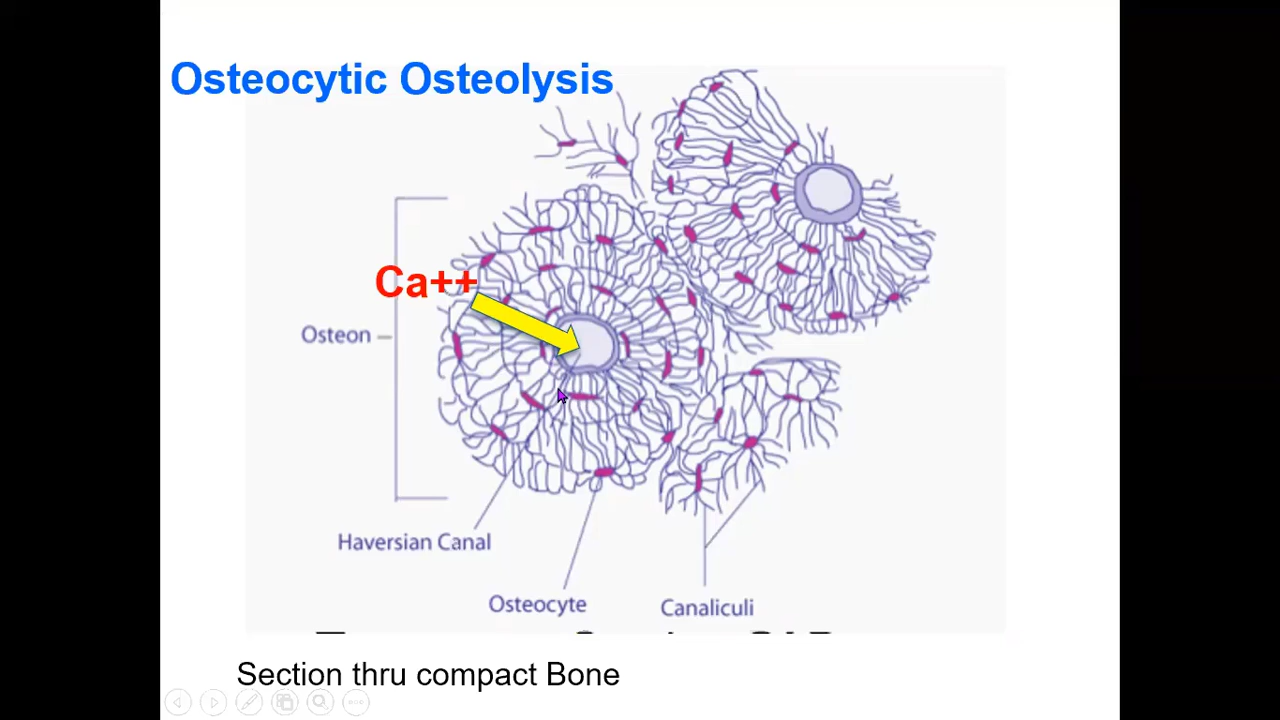 Osteocytic Osteolysis
Ca++
Osteon
Haversian Canal
Osteocyte
Canaliculi
Section thru compact Bone